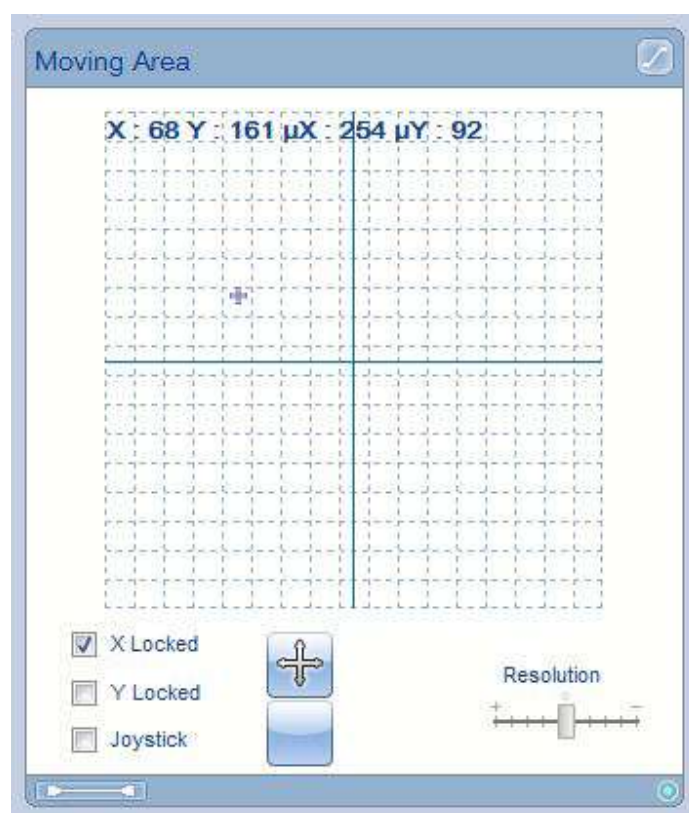 Moving Area
X : 68 Y : 161 µX : 254 µY : 92
X Locked
Y Locked
Joystick
Resolution
+ −